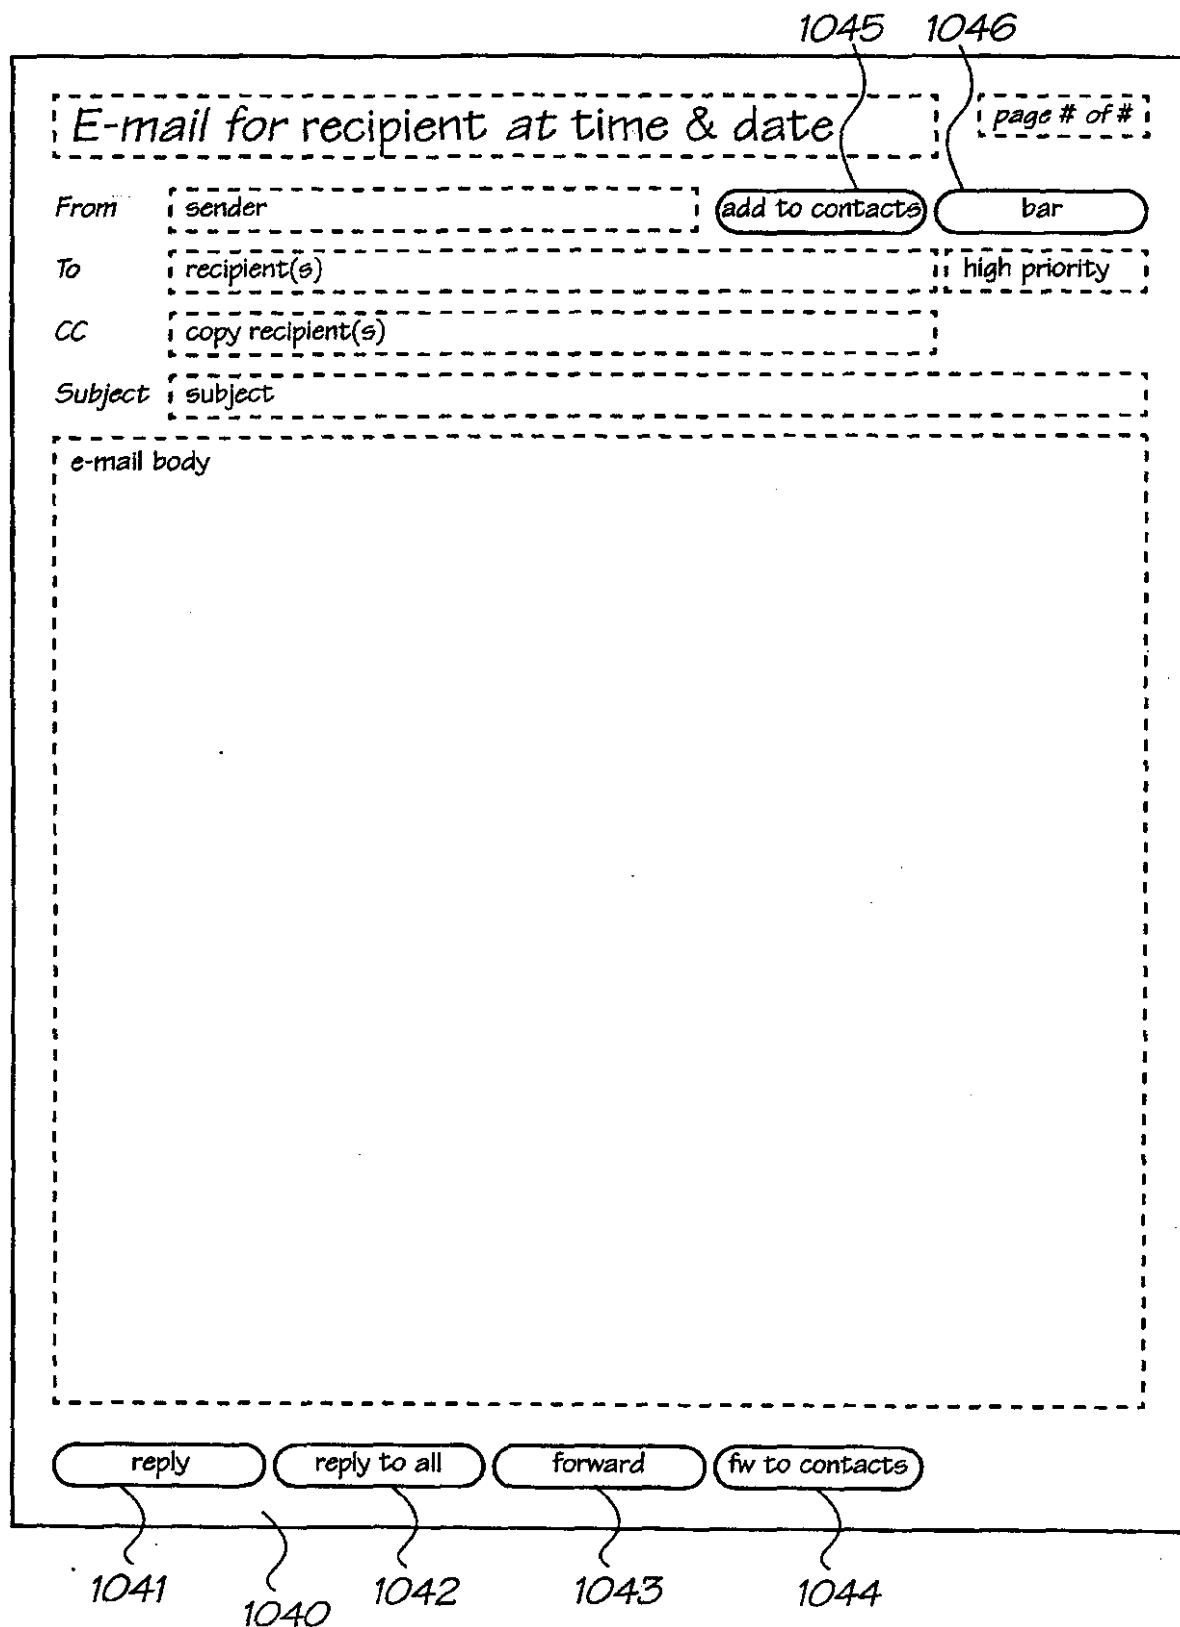 1045 1046
E-mail for recipient at time & date page # of #
From sender add to contacts bar
To recipient(s) high priority
CC copy recipient(s)
Subject subject
e-mail body
reply reply to all forward fw to contacts
1041 1040 1042 1043 1044